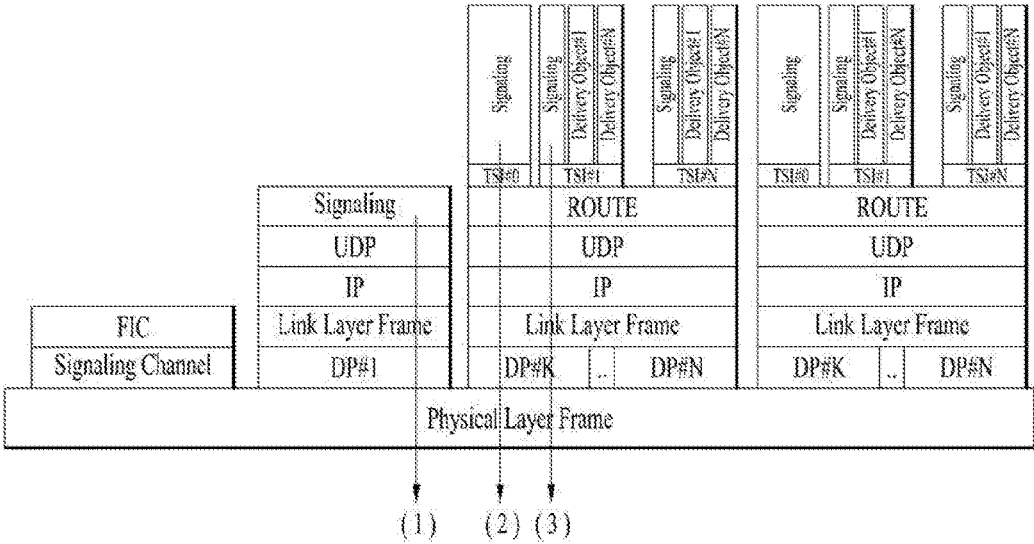 Signaling
Signaling
Delivery Object#1
Delivery Object#N
Signaling
Delivery Object#1
Delivery Object#N
Signaling
Signaling
Delivery Object#1
Delivery Object#N
Signaling
Delivery Object#1
Delivery Object#N
TSI#0 TSI#1 TSI#N TSI#0 TSI#1 TSI#N
Signaling ROUTE ROUTE
UDP UDP UDP
IP IP IP
FIC Link Layer Frame Link Layer Frame Link Layer Frame
Signaling Channel DP#1 DP#K .. DP#N DP#K .. DP#N
Physical Layer Frame
(1) (2) (3)